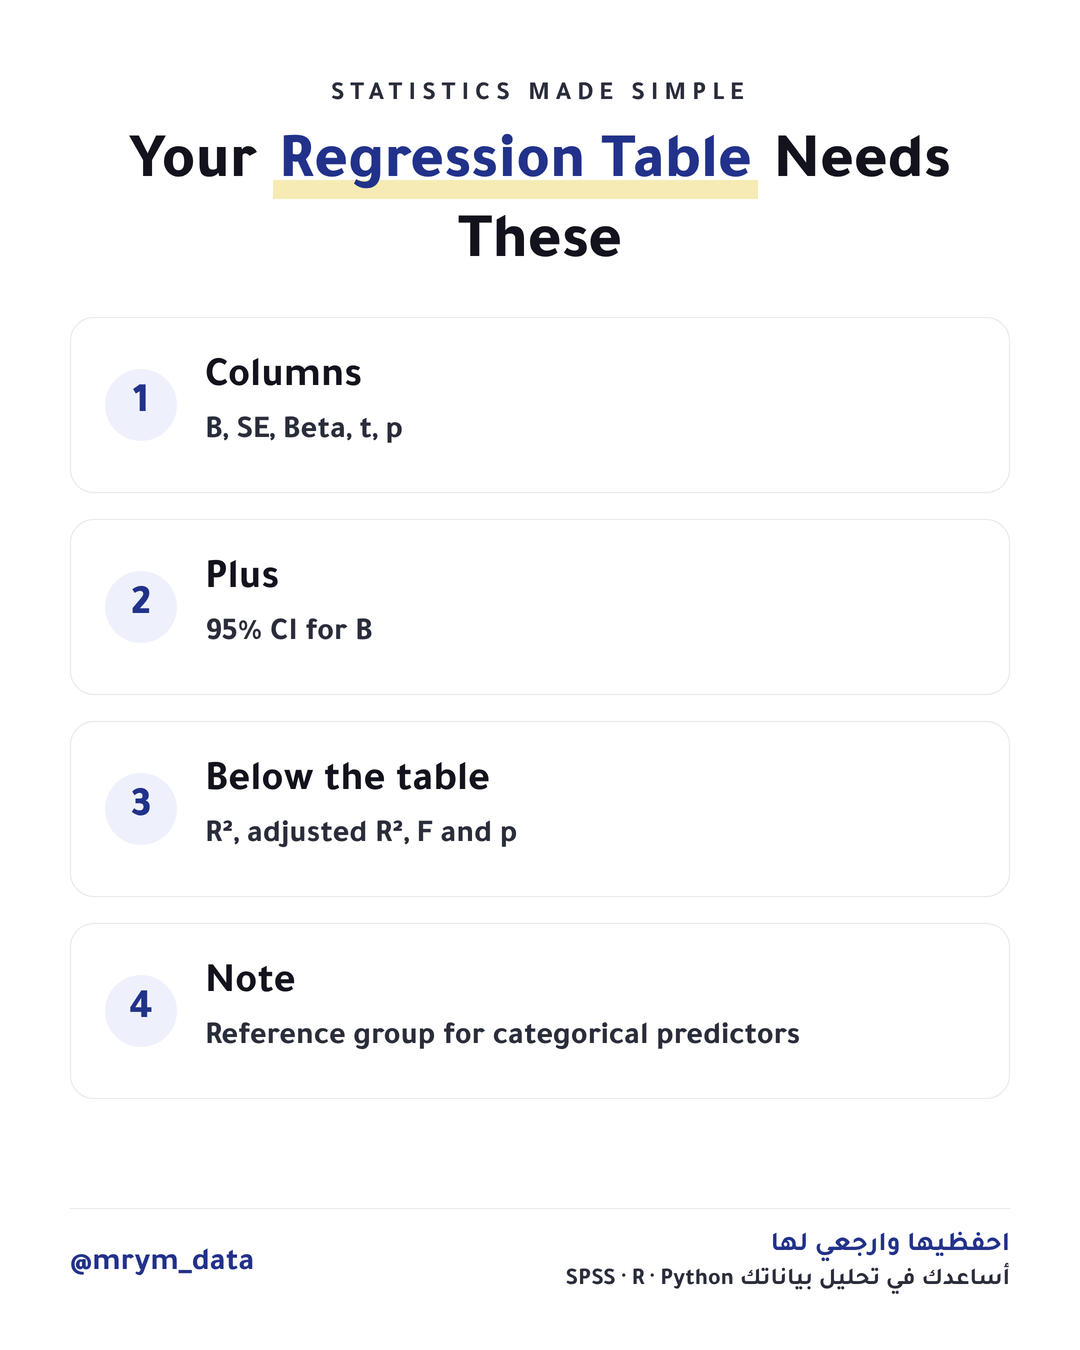 STATISTICS MADE SIMPLE
Your Regression Table Needs
These
1
Columns
B, SE, Beta, t, p
2
Plus
95% CI for B
3
Below the table
R², adjusted R², F and p
4
Note
Reference group for categorical predictors
@mrym_data
احفظيها وارجعي لها
أساعدك في تحليل بياناتك SPSS · R · Python